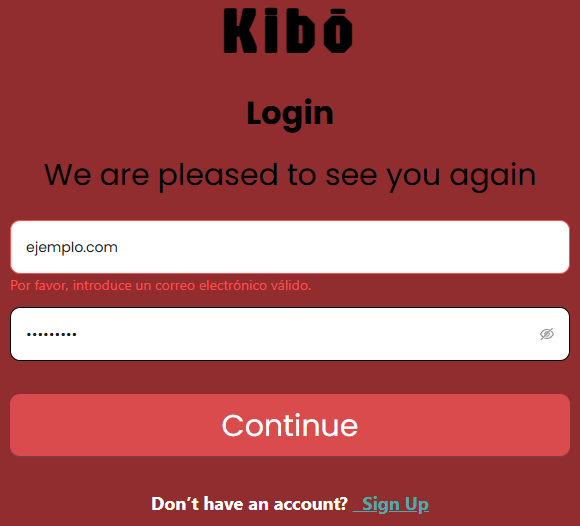 Kibō
Login
We are pleased to see you again
ejemplo.com
Por favor, introduce un correo electrónico válido.
•••••••••
Continue
Don't have an account? Sign Up